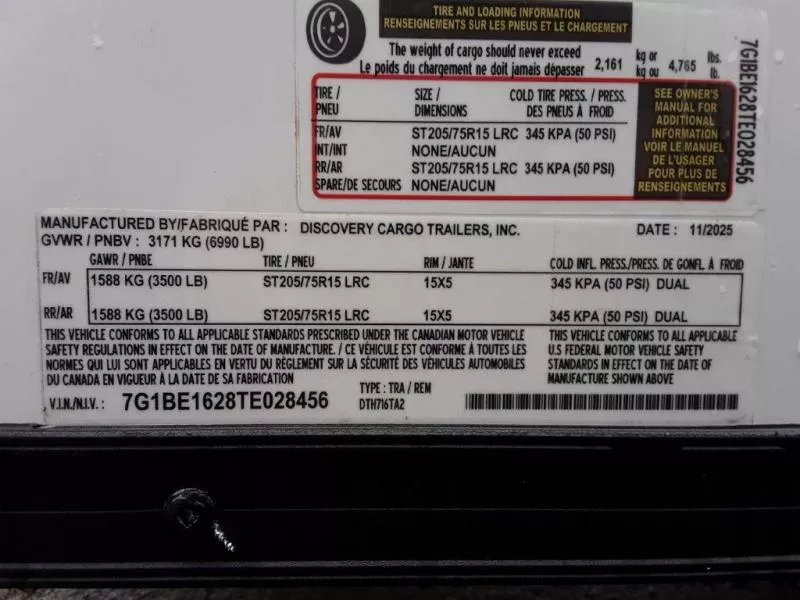 TIRE AND LOADING INFORMATION
RENSEIGNEMENTS SUR LES PNEUS ET LE CHARGEMENT
The weight of cargo should never exceed
Le poids du chargement ne doit jamais dépasser 2,161 kg or kg ou 4,765 lbs. lb.
TIRE / PNEU SIZE / DIMENSIONS COLD TIRE PRESS. / PRESS. DES PNEUS À FROID
FR/AV ST205/75R15 LRC 345 KPA (50 PSI)
INT/INT NONE/AUCUN
RR/AR ST205/75R15 LRC 345 KPA (50 PSI)
SPARE/DE SECOURS NONE/AUCUN
SEE OWNER'S
MANUAL FOR
ADDITIONAL
INFORMATION
VOIR LE MANUEL
DE L'USAGER
POUR PLUS DE
RENSEIGNEMENTS
7G1BE1628TE028456
MANUFACTURED BY/FABRIQUÉ PAR : DISCOVERY CARGO TRAILERS, INC. DATE : 11/2025
GVWR / PNBV : 3171 KG (6990 LB)
GAWR / PNBE TIRE / PNEU RIM / JANTE COLD INFL. PRESS./PRESS. DE GONFL. À FROID
FR/AV 1588 KG (3500 LB) ST205/75R15 LRC 15X5 345 KPA (50 PSI) DUAL
RR/AR 1588 KG (3500 LB) ST205/75R15 LRC 15X5 345 KPA (50 PSI) DUAL
THIS VEHICLE CONFORMS TO ALL APPLICABLE STANDARDS PRESCRIBED UNDER THE CANADIAN MOTOR VEHICLE
SAFETY REGULATIONS IN EFFECT ON THE DATE OF MANUFACTURE. / CE VÉHICULE EST CONFORME À TOUTES LES
NORMES QUI LUI SONT APPLICABLES EN VERTU DU RÈGLEMENT SUR LA SÉCURITÉ DES VÉHICULES AUTOMOBILES
DU CANADA EN VIGUEUR À LA DATE DE SA FABRICATION
THIS VEHICLE CONFORMS TO ALL APPLICABLE
U.S FEDERAL MOTOR VEHICLE SAFETY
STANDARDS IN EFFECT ON THE DATE OF
MANUFACTURE SHOWN ABOVE.
V.I.N./N.I.V. : 7G1BE1628TE028456
TYPE : TRA / REM
DTH716TA2